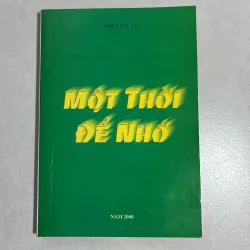 MỘT THỜI
ĐỂ NHỚ
NĂM 2000